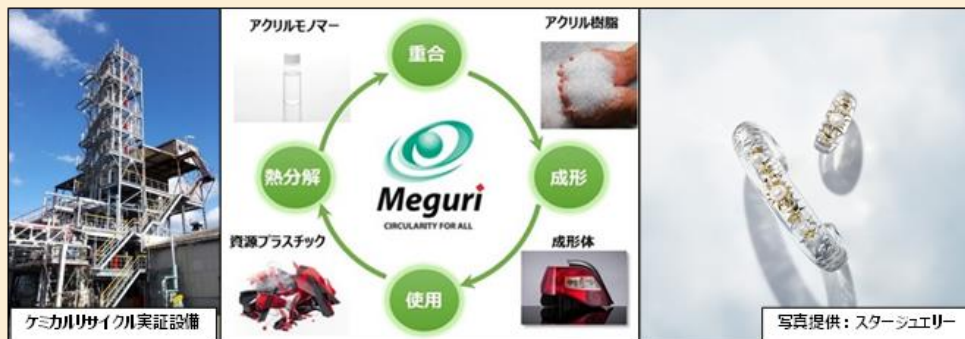 ケミカルリサイクル実証設備
アクリルモノマー
重合
アクリル樹脂
熱分解
Meguri
CIRCULARITY FOR ALL
成形
資源プラスチック
使用
成形体
写真提供：スタージュエリー